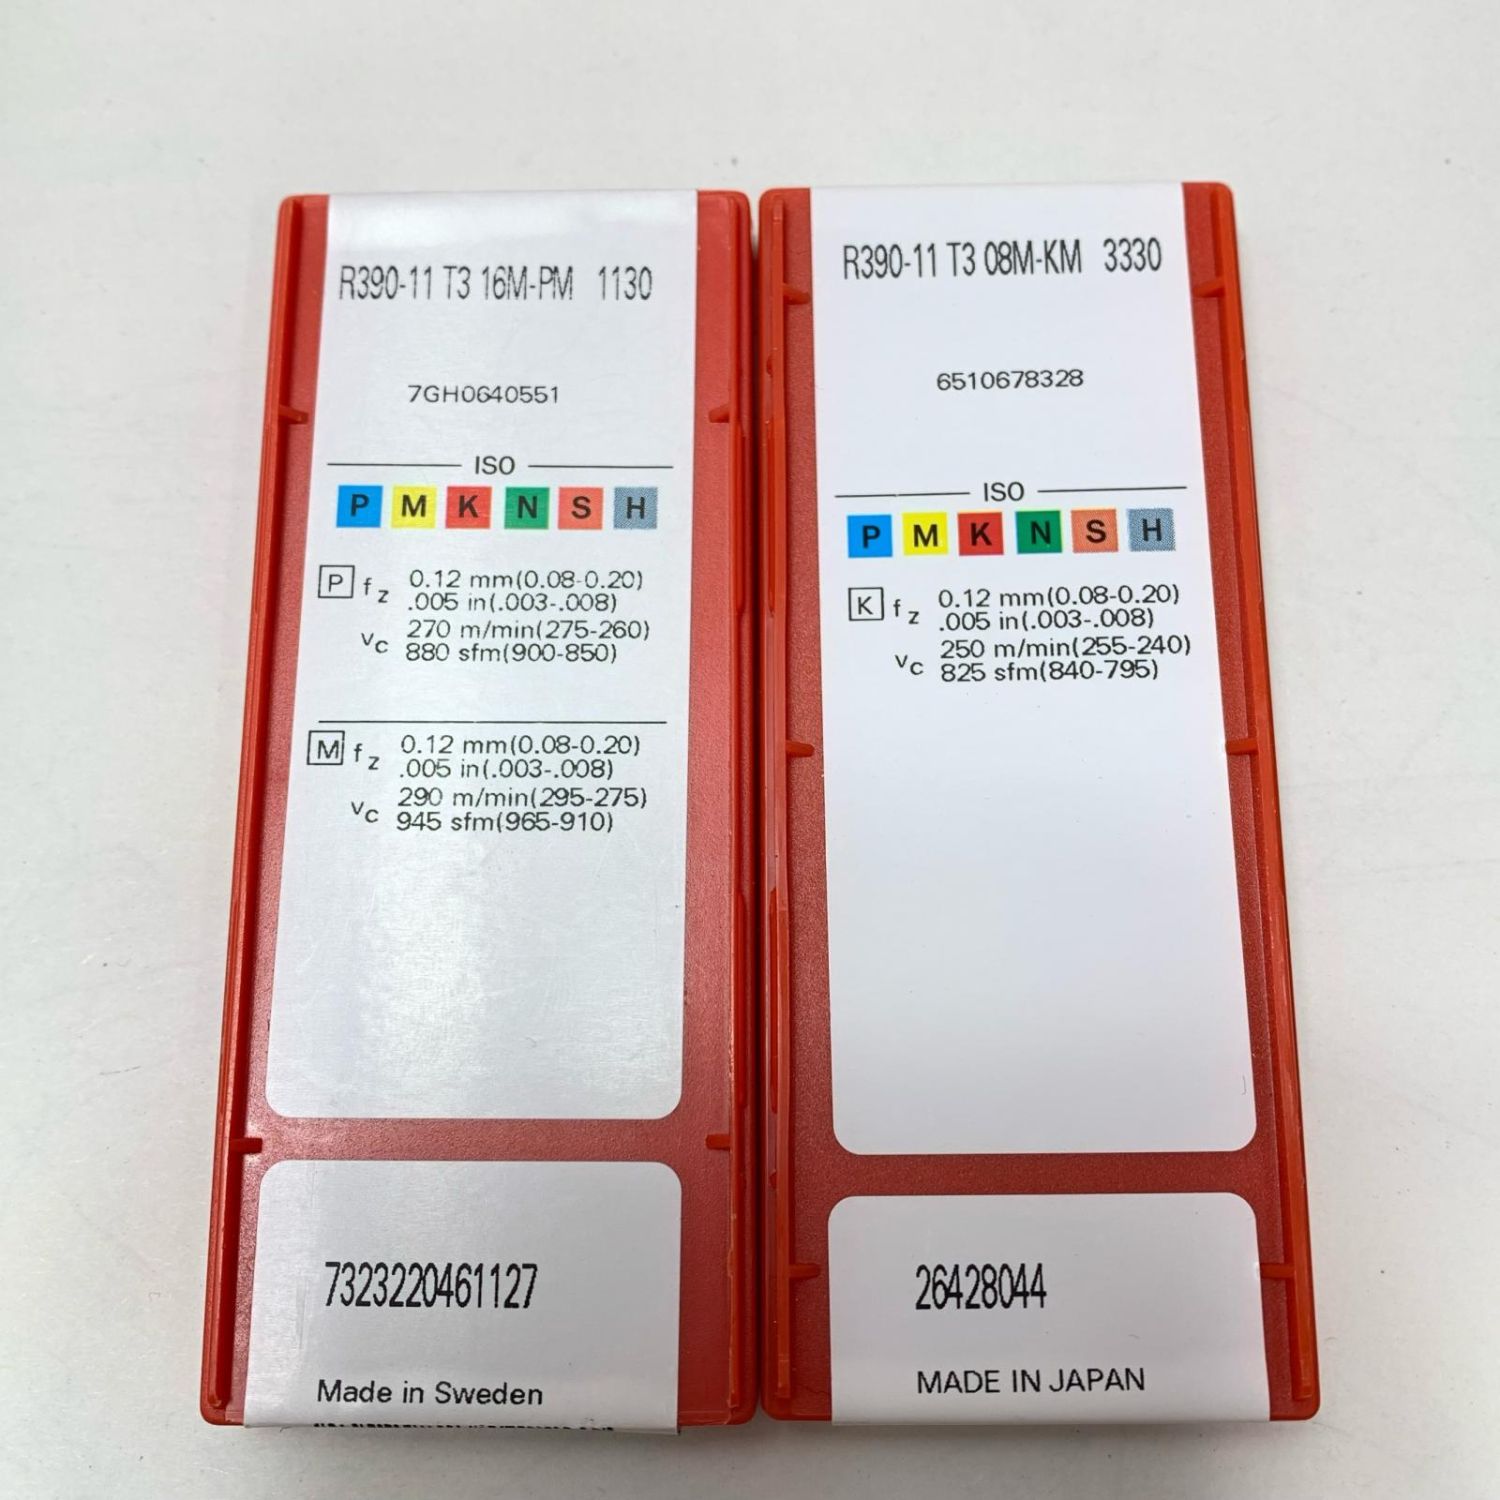 R390-11 T3 16M-PM 1130
7GH0640551
ISO
P M K N S H
P fz 0.12 mm(0.08-0.20)
.005 in(.003-.008)
vc 270 m/min(275-260)
880 sfm(900-850)
M fz 0.12 mm(0.08-0.20)
.005 in(.003-.008)
vc 290 m/min(295-275)
945 sfm(965-910)
7323220461127
Made in Sweden
R390-11 T3 08M-KM 3330
6510678328
ISO
P M K N S H
K fz 0.12 mm(0.08-0.20)
.005 in(.003-.008)
vc 250 m/min(255-240)
825 sfm(840-795)
26428044
MADE IN JAPAN